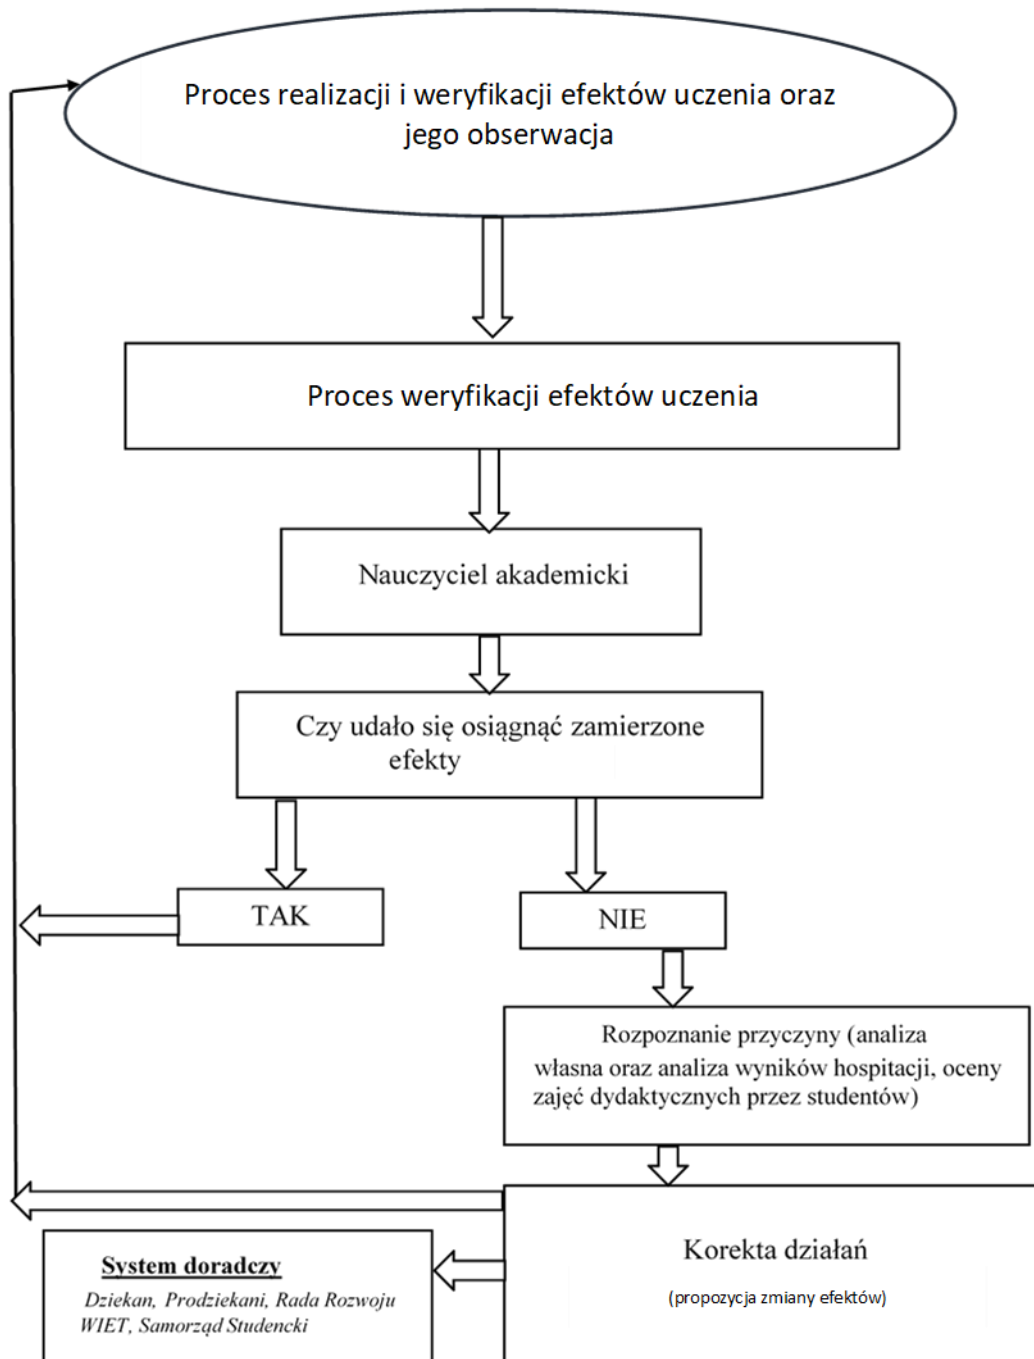 Proces realizacji i weryfikacji efektów uczenia oraz
jego obserwacja
Proces weryfikacji efektów uczenia
Nauczyciel akademicki
Czy udało się osiągnąć zamierzone
efekty
TAK
NIE
Rozpoznanie przyczyny (analiza
własna oraz analiza wyników hospitacji, oceny
zajęć dydaktycznych przez studentów)
Korekta działań
(propozycja zmiany efektów)
System doradczy
Dziekan, Prodziekani, Rada Rozwoju
WIET, Samorząd Studencki